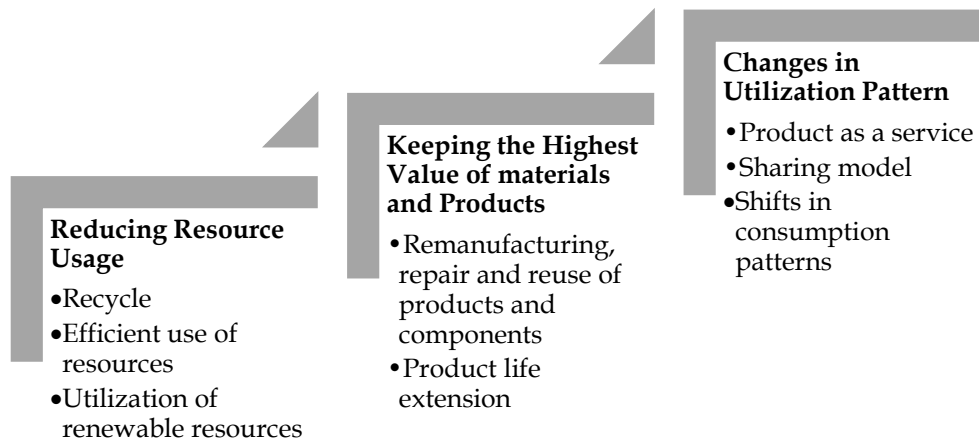 Reducing Resource
Usage
•Recycle
•Efficient use of
resources
•Utilization of
renewable resources
Keeping the Highest
Value of materials
and Products
•Remanufacturing,
repair and reuse of
products and
components
•Product life
extension
Changes in
Utilization Pattern
•Product as a service
•Sharing model
•Shifts in
consumption
patterns